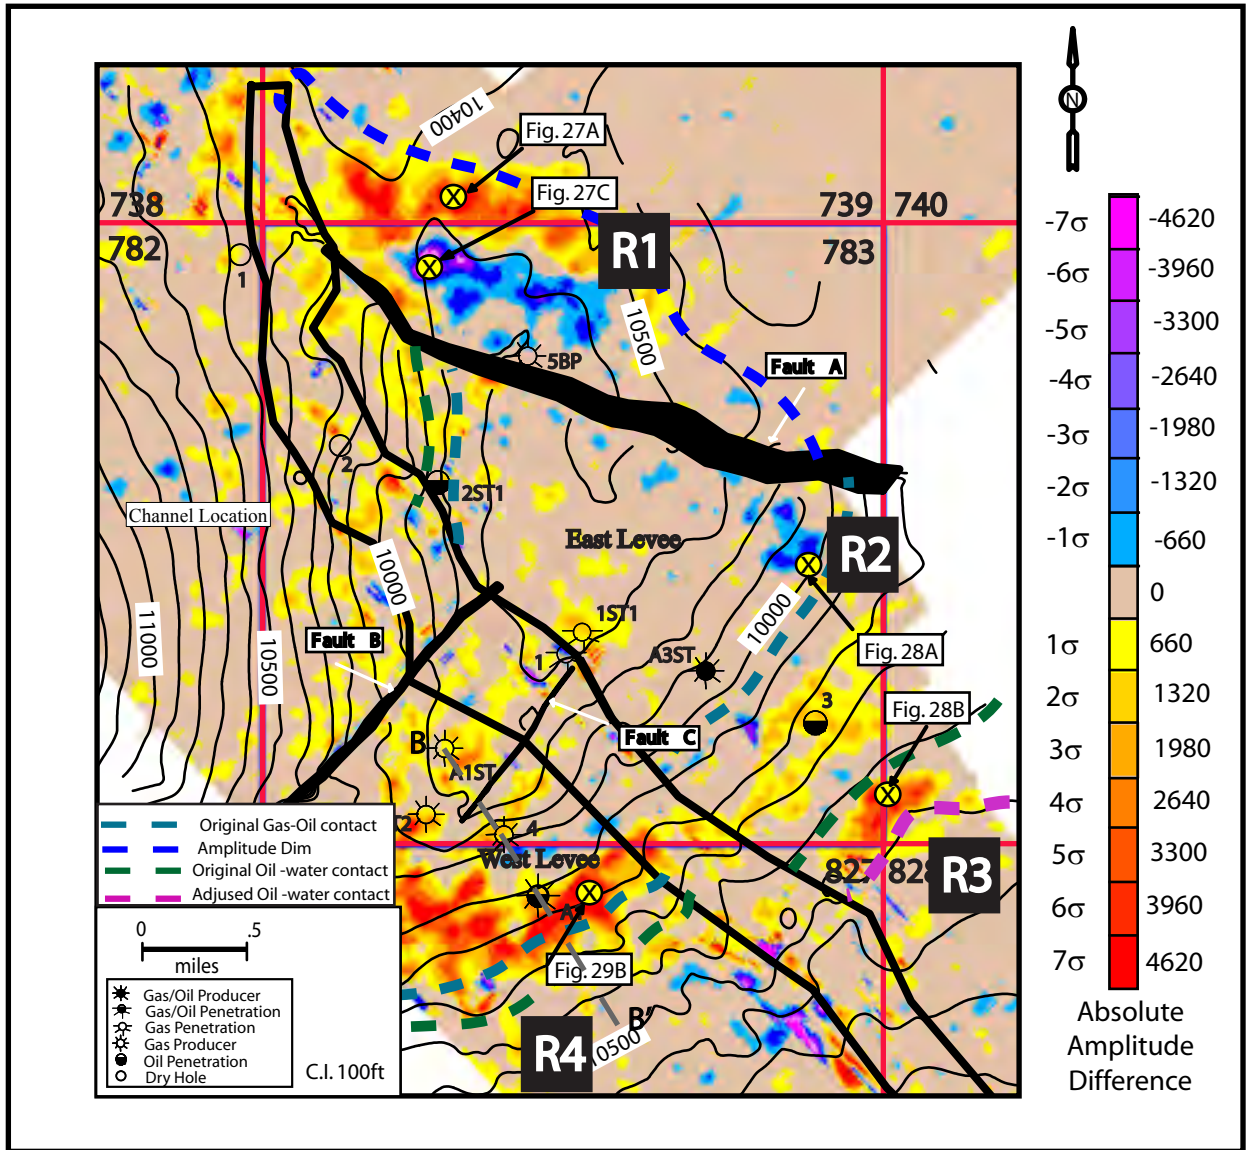 N
10400
Fig. 27A
Fig. 27C
738
739
740
782
783
R1
1
10500
5BP
Fault A
2
2ST1
Channel Location
East Levee
R2
10000
10000
11000
10500
1ST1
Fault B
1
A3ST
Fig. 28A
3
Fig. 28B
Fault C
B
A1ST
2
4
West Levee
827
828
R3
A1
Fig. 29B
B'
10500
R4
Original Gas-Oil contact
Amplitude Dim
Original Oil -water contact
Adjused Oil -water contact
0 .5
miles
Gas/Oil Producer
Gas/Oil Penetration
Gas Penetration
Gas Producer
Oil Penetration
Dry Hole
C.I. 100ft
-7σ -4620
-6σ -3960
-5σ -3300
-4σ -2640
-3σ -1980
-2σ -1320
-1σ -660
0
1σ 660
2σ 1320
3σ 1980
4σ 2640
5σ 3300
6σ 3960
7σ 4620
Absolute
Amplitude
Difference